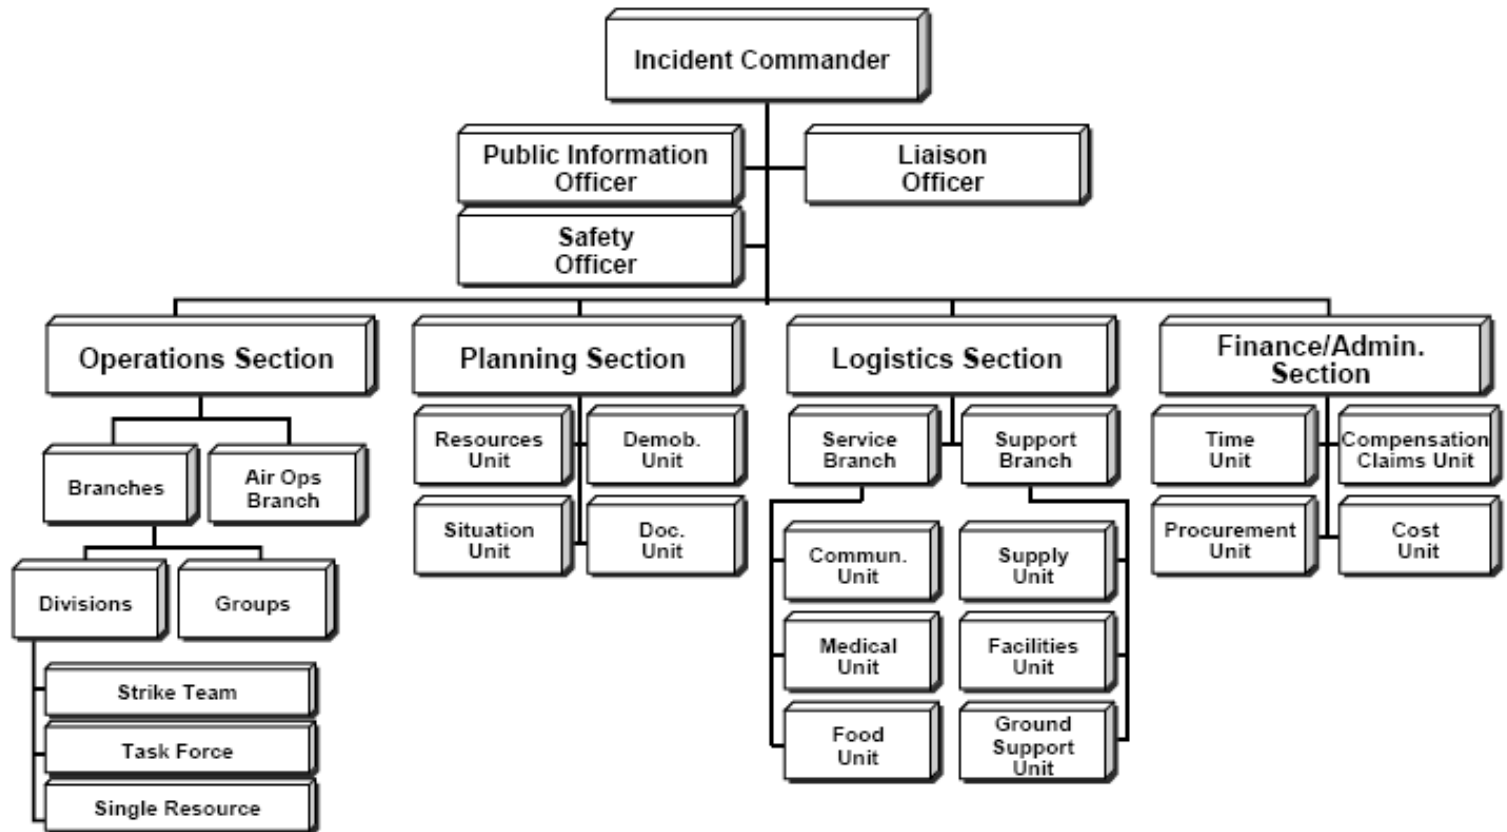 Incident Commander
Public Information
Officer
Liaison
Officer
Safety
Officer
Operations Section
Planning Section
Logistics Section
Finance/Admin.
Section
Branches
Air Ops
Branch
Divisions
Groups
Strike Team
Task Force
Single Resource
Resources
Unit
Demob.
Unit
Situation
Unit
Doc.
Unit
Service
Branch
Support
Branch
Commun.
Unit
Supply
Unit
Medical
Unit
Facilities
Unit
Food
Unit
Ground
Support
Unit
Time
Unit
Compensation
Claims Unit
Procurement
Unit
Cost
Unit